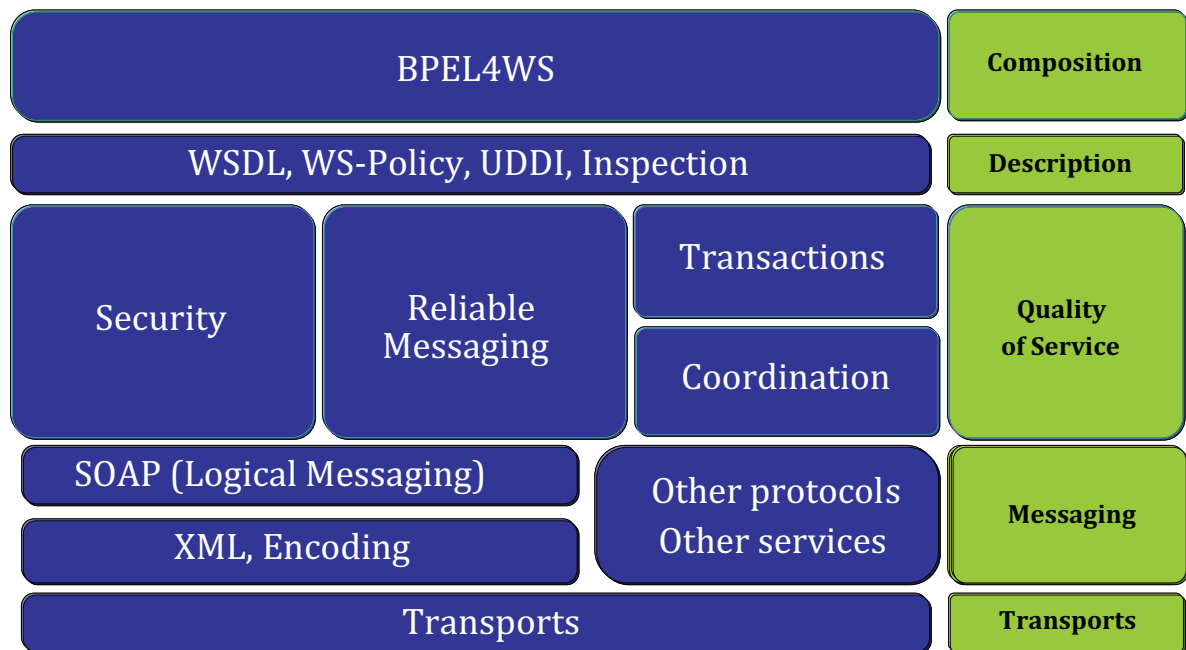 BPEL4WS
Composition
WSDL, WS-Policy, UDDI, Inspection
Description
Security
Reliable
Messaging
Transactions
Coordination
Quality
of Service
SOAP (Logical Messaging)
XML, Encoding
Other protocols
Other services
Messaging
Transports
Transports